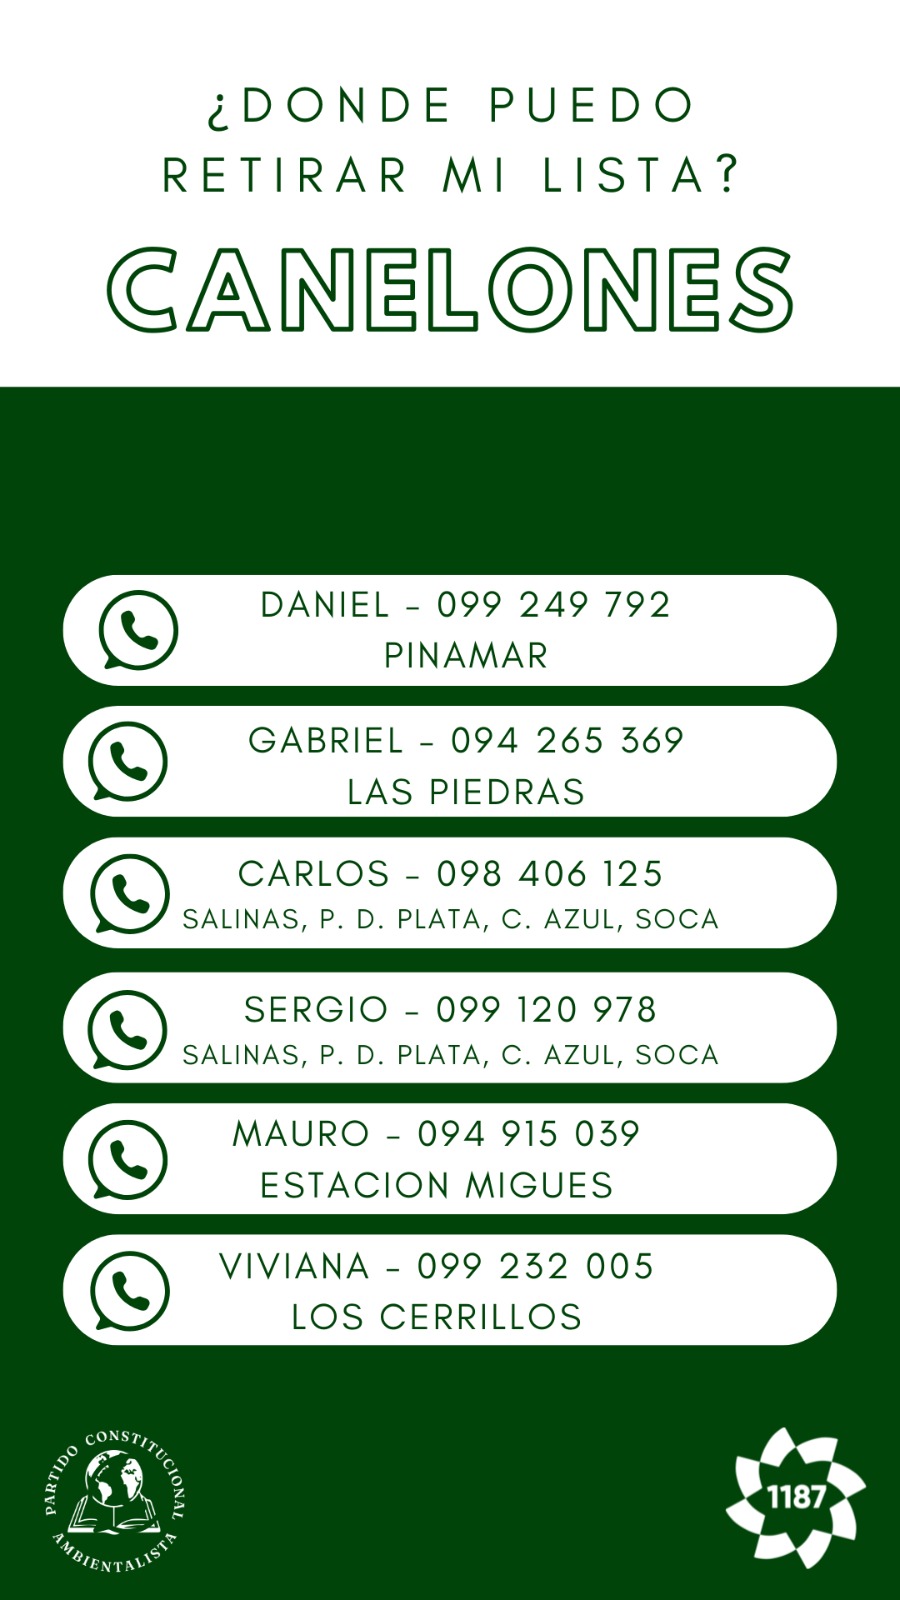 ¿DONDE PUEDO
RETIRAR MI LISTA?
CANELONES
DANIEL - 099 249 792
PINAMAR
GABRIEL - 094 265 369
LAS PIEDRAS
CARLOS - 098 406 125
SALINAS, P. D. PLATA, C. AZUL, SOCA
SERGIO - 099 120 978
SALINAS, P. D. PLATA, C. AZUL, SOCA
MAURO - 094 915 039
ESTACION MIGUES
VIVIANA - 099 232 005
LOS CERRILLOS
PARTIDO CONSTITUCIONAL
AMBIENTALISTA
1187